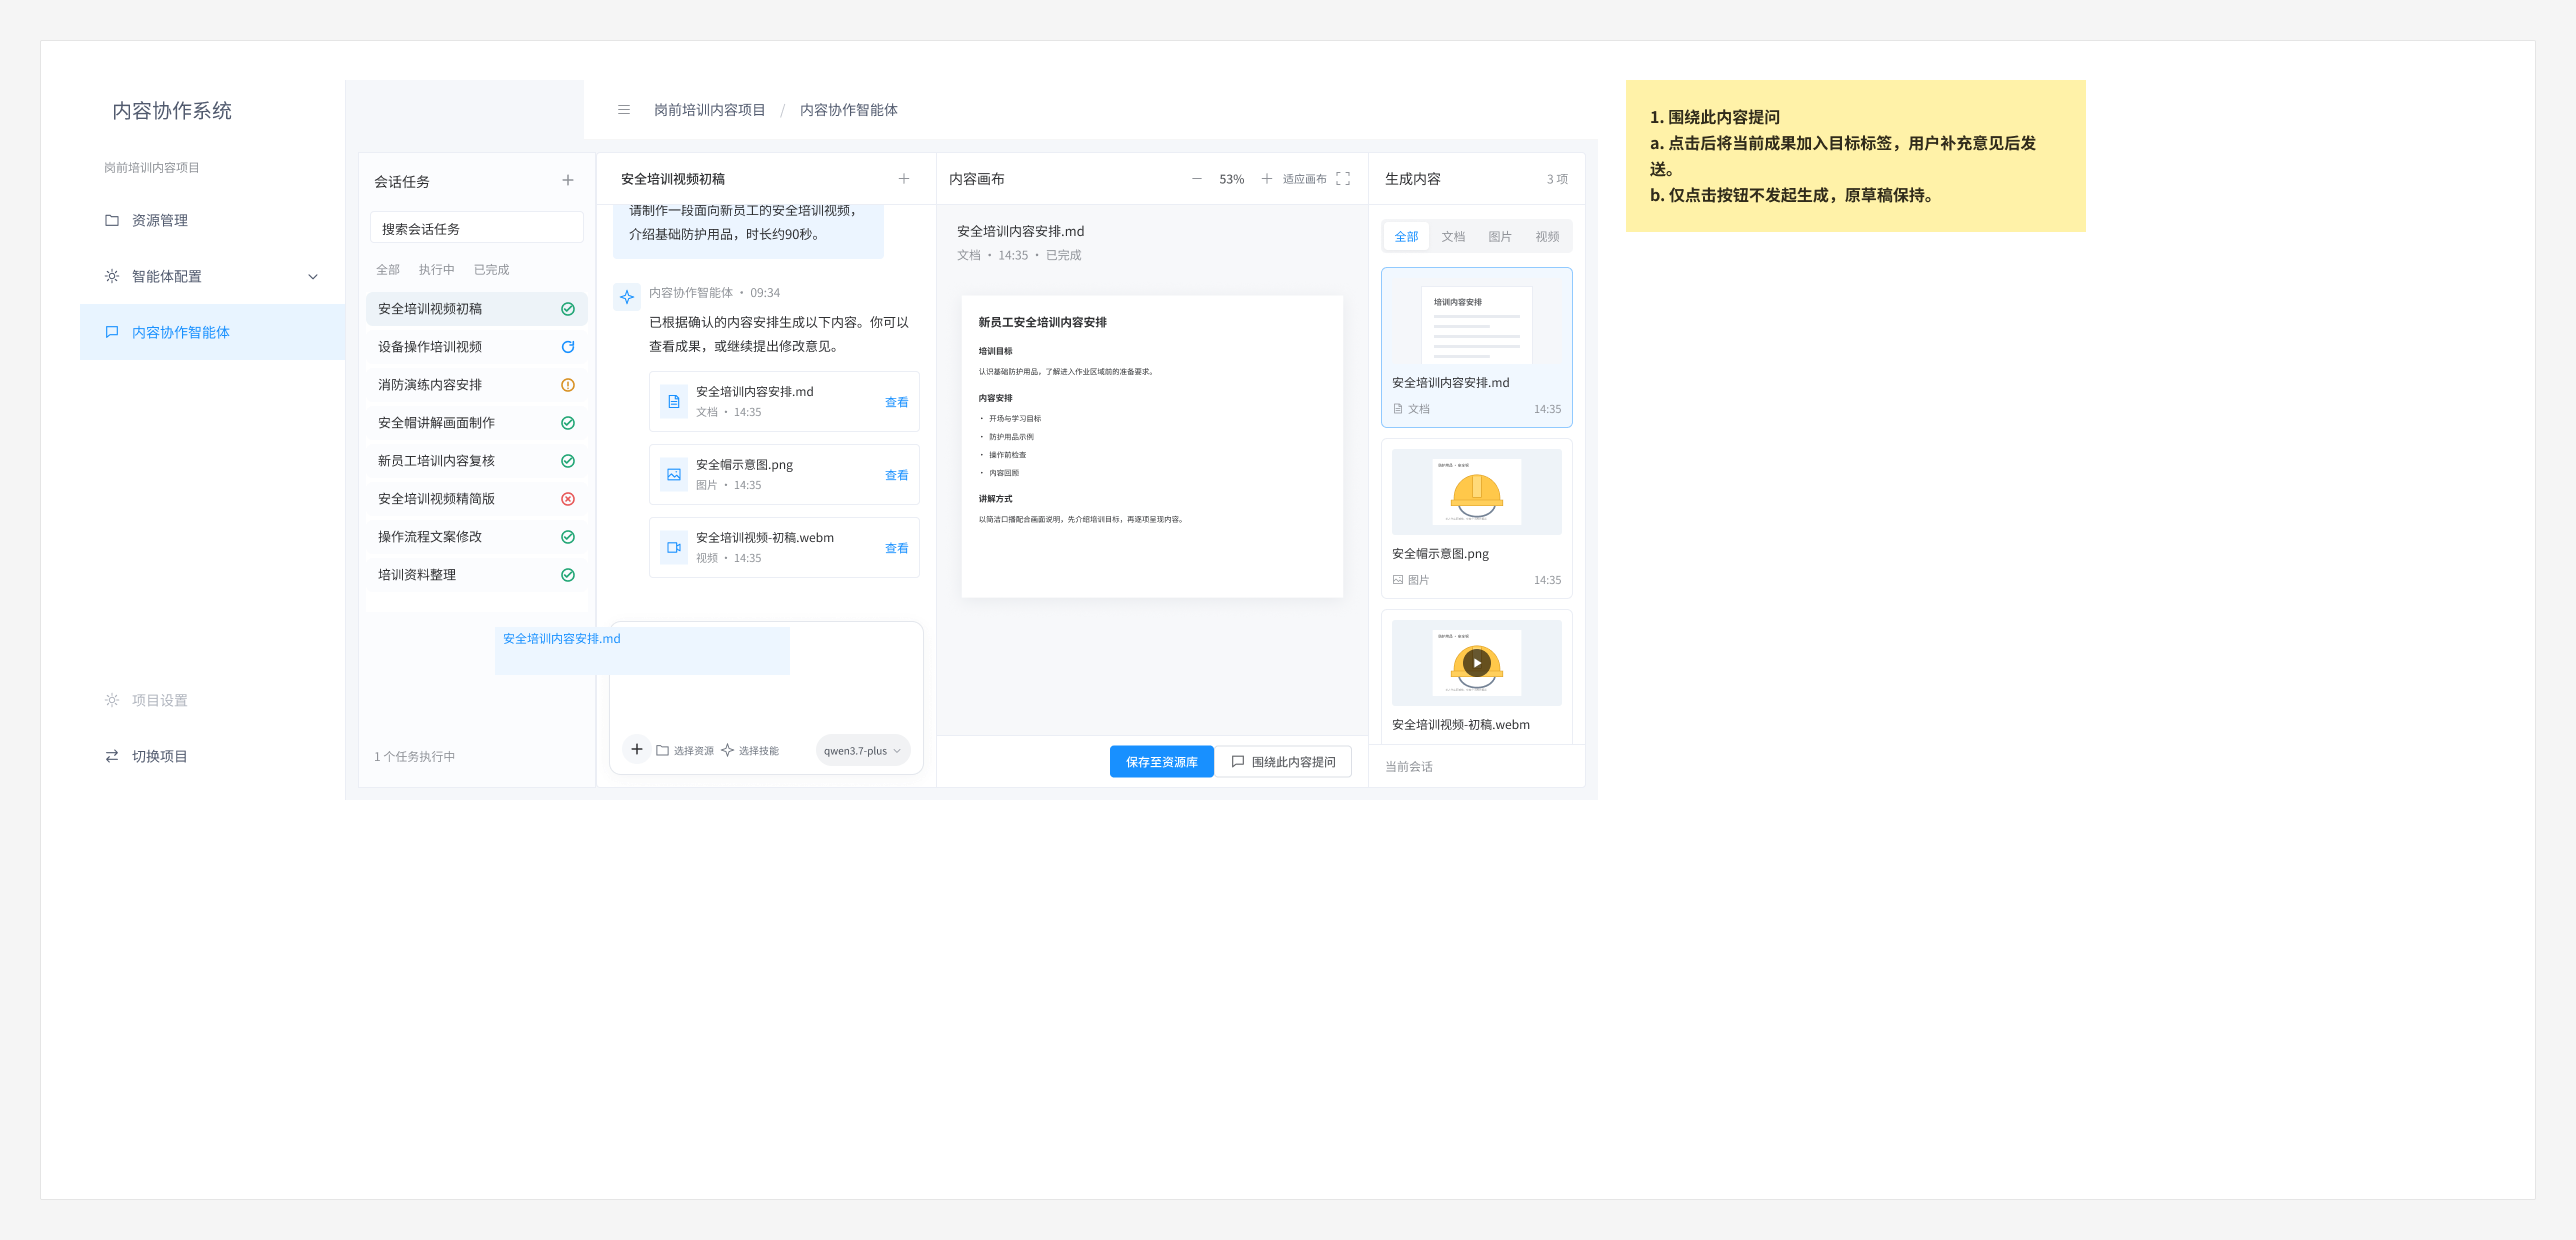 内容协作系统
岗前培训内容项目
资源管理
智能体配置
内容协作智能体
项目设置
切换项目
岗前培训内容项目 / 内容协作智能体
会话任务
搜索会话任务
全部 执行中 已完成
安全培训视频初稿
设备操作培训视频
消防演练内容安排
安全帽讲解画面制作
新员工培训内容复核
安全培训视频精简版
操作流程文案修改
培训资料整理
1 个任务执行中
安全培训视频初稿
请制作一段面向新员工的安全培训视频，
介绍基础防护用品，时长约90秒。
内容协作智能体 • 09:34
已根据确认的内容安排生成以下内容。你可以
查看成果，或继续提出修改意见。
安全培训内容安排.md
文档 • 14:35
查看
安全帽示意图.png
图片 • 14:35
查看
安全培训视频-初稿.webm
视频 • 14:35
查看
安全培训内容安排.md
选择资源 选择技能 qwen3.7-plus
内容画布
53% 适应画布
安全培训内容安排.md
文档 • 14:35 • 已完成
新员工安全培训内容安排
培训目标
认识基础防护用品，了解进入作业区域前的准备要求。
内容安排
• 开场与学习目标
• 防护用品示例
• 操作前检查
• 内容回顾
讲解方式
以简洁口播配合画面说明，先介绍培训目标，再逐项呈现内容。
保存至资源库 围绕此内容提问
生成内容 3 项
全部 文档 图片 视频
培训内容安排
安全培训内容安排.md
文档 14:35
安全帽示意图.png
图片 14:35
安全培训视频-初稿.webm
当前会话
1. 围绕此内容提问
a. 点击后将当前成果加入目标标签，用户补充意见后发
送。
b. 仅点击按钮不发起生成，原草稿保持。